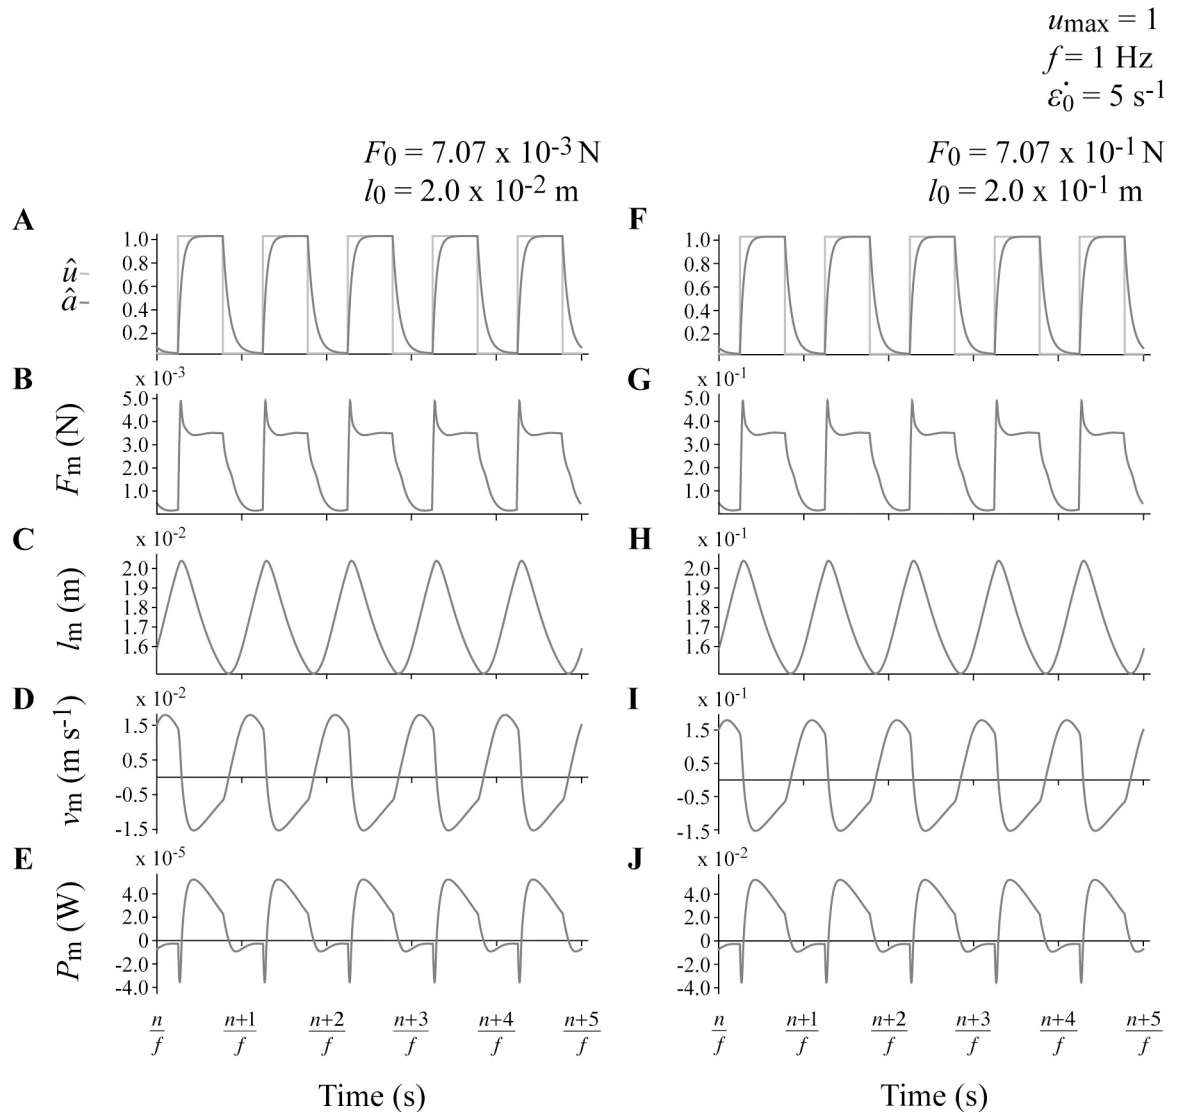 umax = 1
f = 1 Hz
ε̇0 = 5 s-1
F0 = 7.07 x 10-3 N
l0 = 2.0 x 10-2 m
F0 = 7.07 x 10-1 N
l0 = 2.0 x 10-1 m
A
û
â
1.0
0.8
0.6
0.4
0.2
F
1.0
0.8
0.6
0.4
0.2
B
x 10-3
Fm (N)
5.0
4.0
3.0
2.0
1.0
G
x 10-1
5.0
4.0
3.0
2.0
1.0
C
x 10-2
lm (m)
2.0
1.9
1.8
1.7
1.6
H
x 10-1
2.0
1.9
1.8
1.7
1.6
D
x 10-2
vm (m s-1)
1.5
0.5
-0.5
-1.5
I
x 10-1
1.5
0.5
-0.5
-1.5
E
x 10-5
Pm (W)
4.0
2.0
0
-2.0
-4.0
J
x 10-2
4.0
2.0
0
-2.0
-4.0
n/f n+1/f n+2/f n+3/f n+4/f n+5/f
n/f n+1/f n+2/f n+3/f n+4/f n+5/f
Time (s)
Time (s)